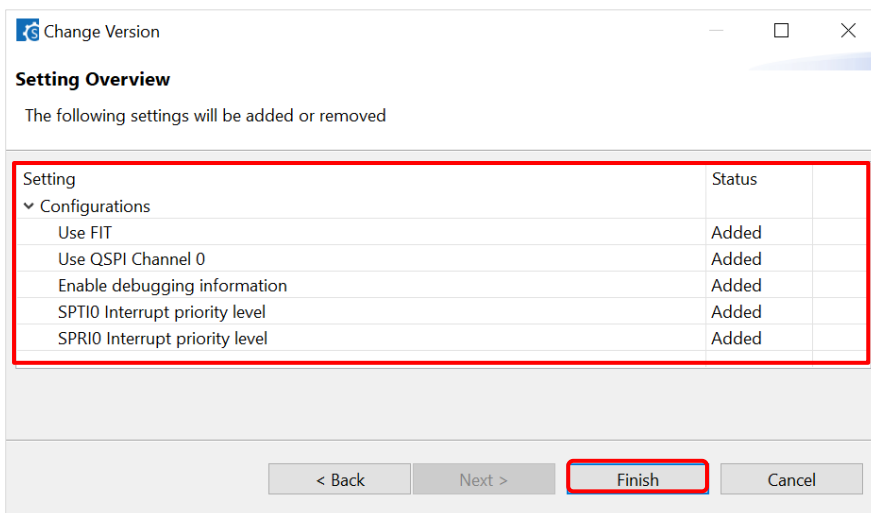 Change Version
Setting Overview
The following settings will be added or removed
Setting Status
Configurations
Use FIT Added
Use QSPI Channel 0 Added
Enable debugging information Added
SPTI0 Interrupt priority level Added
SPRI0 Interrupt priority level Added
< Back Next > Finish Cancel